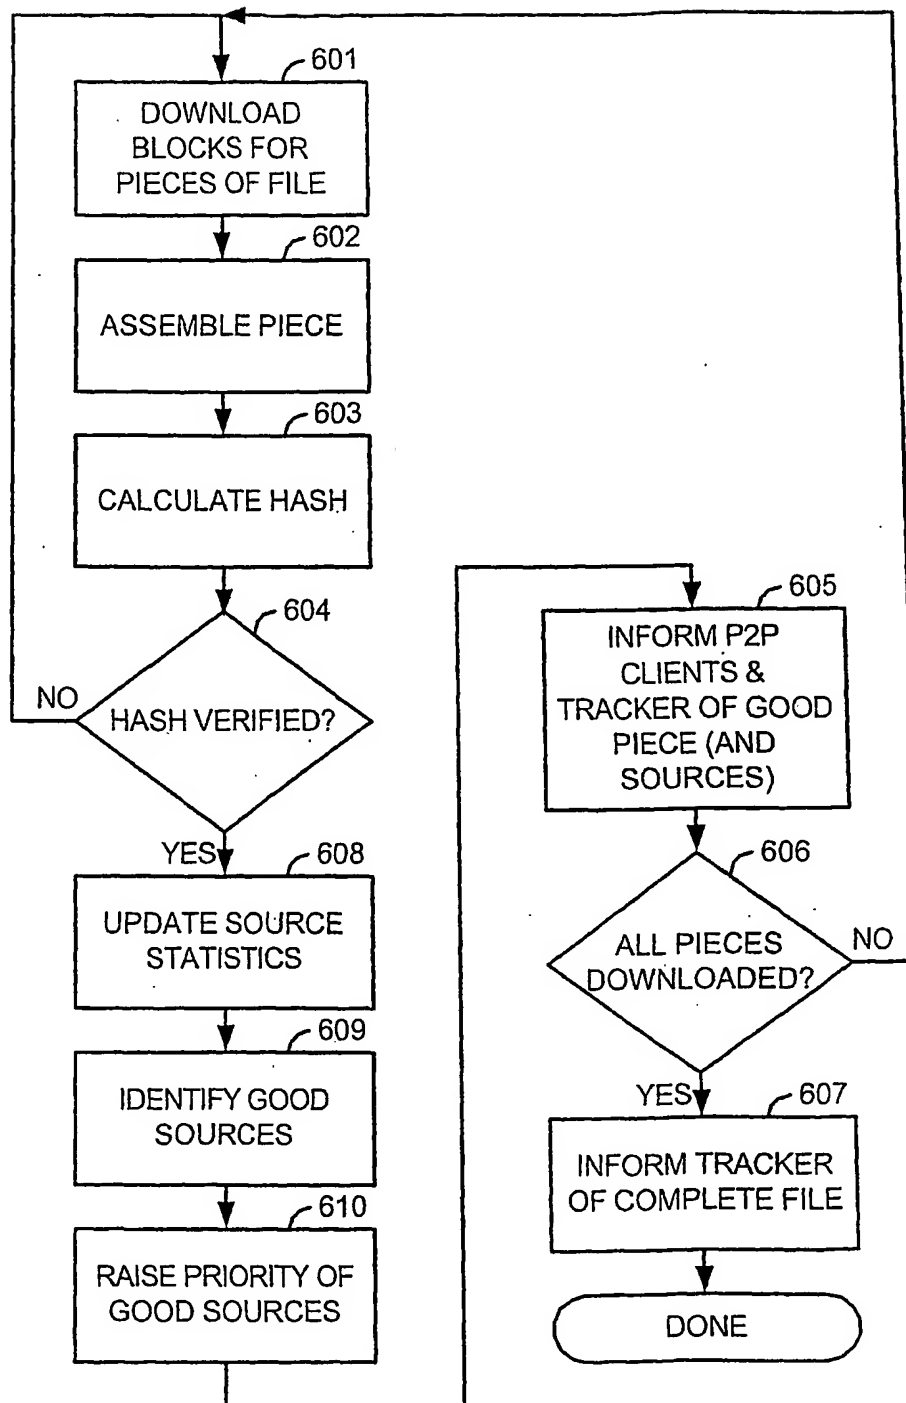 601
DOWNLOAD
BLOCKS FOR
PIECES OF FILE
602
ASSEMBLE PIECE
603
CALCULATE HASH
604
NO
HASH VERIFIED?
YES
608
UPDATE SOURCE
STATISTICS
609
IDENTIFY GOOD
SOURCES
610
RAISE PRIORITY OF
GOOD SOURCES
605
INFORM P2P
CLIENTS &
TRACKER OF GOOD
PIECE (AND
SOURCES)
606
ALL PIECES
DOWNLOADED?
NO
YES
607
INFORM TRACKER
OF COMPLETE FILE
DONE